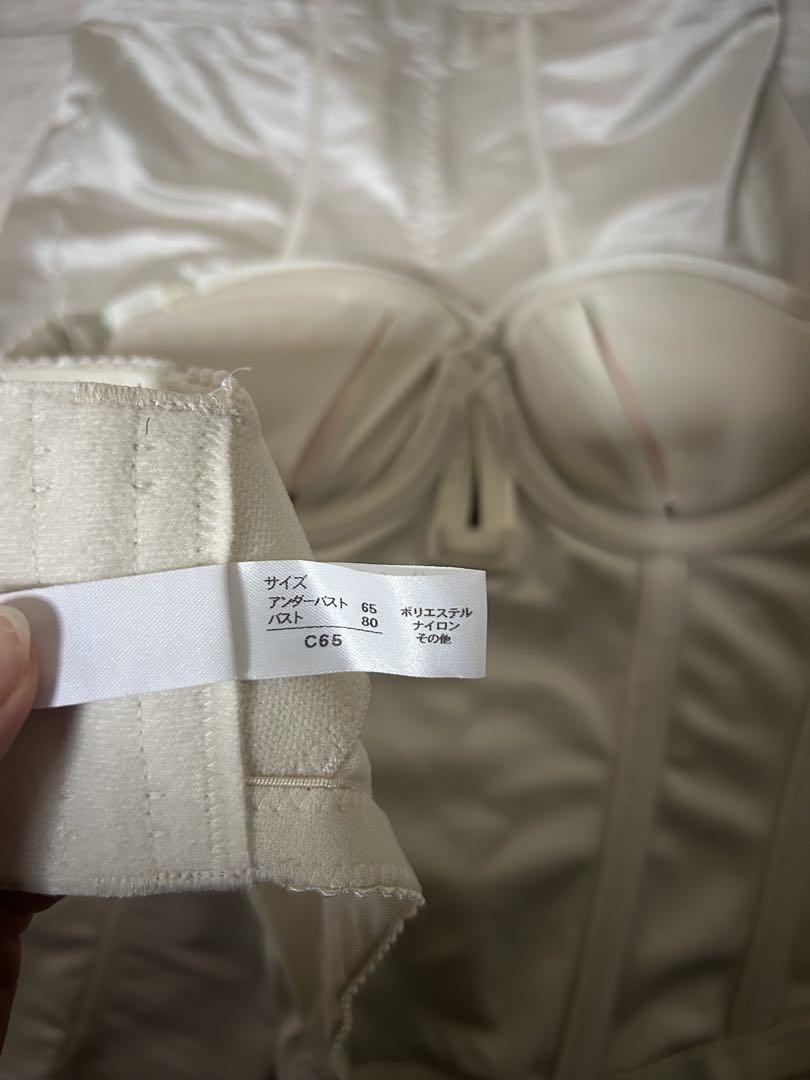 サイズ
アンダーバスト 65
バスト 80
C65
ポリエステル
ナイロン
その他